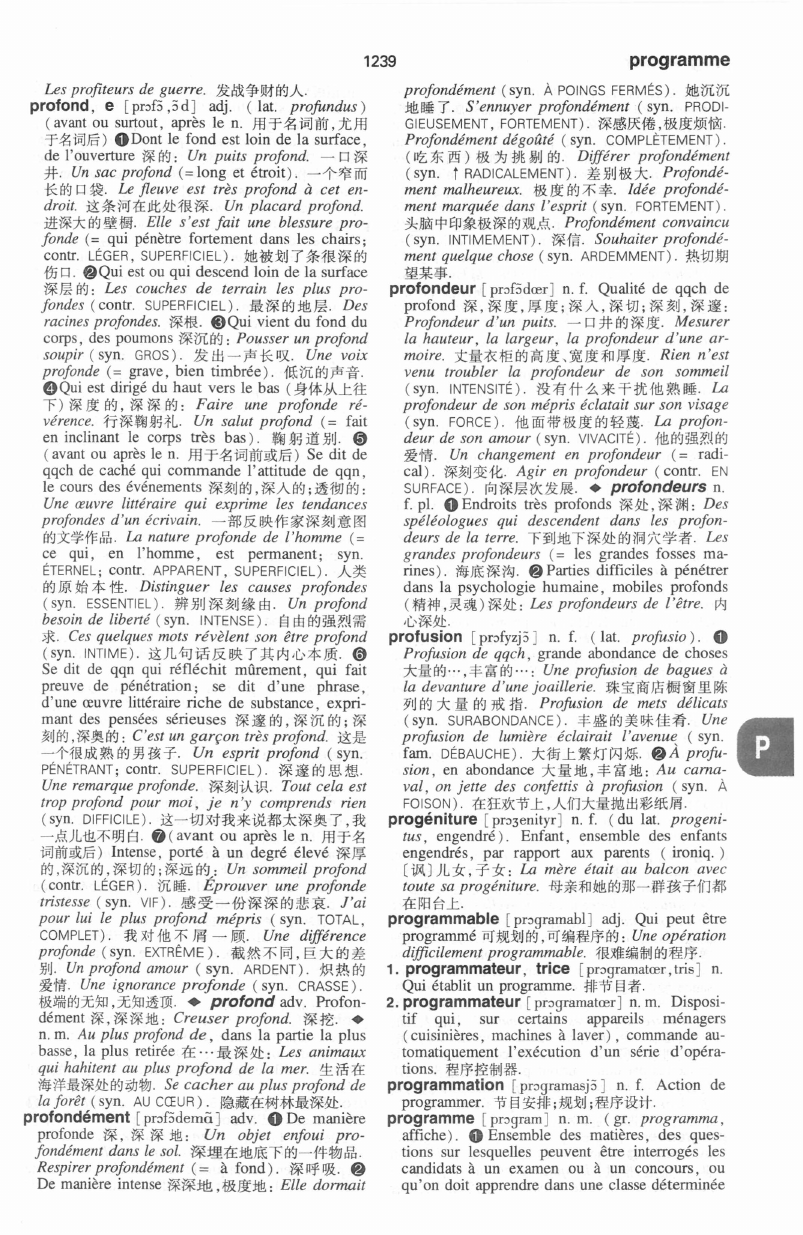 1239
programme
Les profiteurs de guerre. 发战争财的人.
profond, e [prɔfɔ̃,ɔ̃d] adj. ( lat. profundus)
(avant ou surtout, après le n. 用于名词前,尤用
于名词后) ❶Dont le fond est loin de la surface,
de l'ouverture 深的: Un puits profond. 一口深
井. Un sac profond (=long et étroit). 一个窄而
长的口袋. Le fleuve est très profond à cet en-
droit. 这条河在此处很深. Un placard profond.
进深大的壁橱. Elle s'est fait une blessure pro-
fonde (= qui pénètre fortement dans les chairs;
contr. LÉGER, SUPERFICIEL). 她被划了条很深的
伤口. ❷Qui est ou qui descend loin de la surface
深层的: Les couches de terrain les plus pro-
fondes (contr. SUPERFICIEL). 最深的地层. Des
racines profondes. 深根. ❸Qui vient du fond du
corps, des poumons 深沉的: Pousser un profond
soupir (syn. GROS). 发出一声长叹. Une voix
profonde (= grave, bien timbrée). 低沉的声音.
❹Qui est dirigé du haut vers le bas (身体从上往
下) 深度的, 深深的: Faire une profonde ré-
vérence. 行深鞠躬礼. Un salut profond (= fait
en inclinant le corps très bas). 鞠躬道别. ❺
(avant ou après le n. 用于名词前或后) Se dit de
qqch de caché qui commande l'attitude de qqn,
le cours des événements 深刻的,深入的;透彻的:
Une œuvre littéraire qui exprime les tendances
profondes d'un écrivain. 一部反映作家深刻意图
的文学作品. La nature profonde de l'homme (=
ce qui, en l'homme, est permanent; syn.
ÉTERNEL; contr. APPARENT, SUPERFICIEL). 人类
的原始本性. Distinguer les causes profondes
(syn. ESSENTIEL). 辨别深刻缘由. Un profond
besoin de liberté (syn. INTENSE). 自由的强烈需
求. Ces quelques mots révèlent son être profond
(syn. INTIME). 这几句话反映了其内心本质. ❻
Se dit de qqn qui réfléchit mûrement, qui fait
preuve de pénétration; se dit d'une phrase,
d'une œuvre littéraire riche de substance, expri-
mant des pensées sérieuses 深邃的,深沉的;深
刻的,深奥的: C'est un garçon très profond. 这是
一个很成熟的男孩子. Un esprit profond (syn.
PÉNÉTRANT; contr. SUPERFICIEL). 深邃的思想.
Une remarque profonde. 深刻认识. Tout cela est
trop profond pour moi, je n'y comprends rien
(syn. DIFFICILE). 这一切对我来说都太深奥了,我
一点儿也不明白. ❼(avant ou après le n. 用于名
词前或后) Intense, porté à un degré élevé 深厚
的,深沉的,深切的;深远的: Un sommeil profond
(contr. LÉGER). 沉睡. Éprouver une profonde
tristesse (syn. VIF). 感受一份深深的悲哀. J'ai
pour lui le plus profond mépris (syn. TOTAL,
COMPLET). 我对他不屑一顾. Une différence
profonde (syn. EXTRÊME). 截然不同,巨大的差
别. Un profond amour (syn. ARDENT). 炽热的
爱情. Une ignorance profonde (syn. CRASSE).
极端的无知,无知透顶. ◆ profond adv. Profon-
dément 深,深深地: Creuser profond. 深挖. ◆
n. m. Au plus profond de, dans la partie la plus
basse, la plus retirée 在…最深处: Les animaux
qui habitent au plus profond de la mer. 生活在
海洋最深处的动物. Se cacher au plus profond de
la forêt (syn. AU CŒUR). 隐藏在树林最深处.
profondément [prɔfɔ̃demɑ̃] adv. ❶De manière
profonde 深, 深深地: Un objet enfoui pro-
fondément dans le sol. 深埋在地底下的一件物品.
Respirer profondément (= à fond). 深呼吸. ❷
De manière intense 深深地,极度地: Elle dormait
profondément (syn. À POINGS FERMÉS). 她沉沉
地睡了. S'ennuyer profondément (syn. PRODI-
GIEUSEMENT, FORTEMENT). 深感厌倦,极度烦恼.
Profondément dégoûté (syn. COMPLÈTEMENT).
(吃东西)极为挑剔的. Différer profondément
(syn. ↑ RADICALEMENT). 差别极大. Profondé-
ment malheureux. 极度的不幸. Idée profondé-
ment marquée dans l'esprit (syn. FORTEMENT).
头脑中印象极深的观点. Profondément convaincu
(syn. INTIMEMENT). 深信. Souhaiter profondé-
ment quelque chose (syn. ARDEMMENT). 热切期
望某事.
profondeur [prɔfɔ̃dœr] n. f. Qualité de qqch de
profond 深,深度,厚度;深入,深切;深刻,深邃:
Profondeur d'un puits. 一口井的深度. Mesurer
la hauteur, la largeur, la profondeur d'une ar-
moire. 丈量衣柜的高度、宽度和厚度. Rien n'est
venu troubler la profondeur de son sommeil
(syn. INTENSITÉ). 没有什么来干扰他熟睡. La
profondeur de son mépris éclatait sur son visage
(syn. FORCE). 他面带极度的轻蔑. La profon-
deur de son amour (syn. VIVACITÉ). 他的强烈的
爱情. Un changement en profondeur (= radi-
cal). 深刻变化. Agir en profondeur (contr. EN
SURFACE). 向深层次发展. ◆ profondeurs n.
f. pl. ❶Endroits très profonds 深处,深渊: Des
spéléologues qui descendent dans les profon-
deurs de la terre. 下到地下深处的洞穴学者. Les
grandes profondeurs (= les grandes fosses ma-
rines). 海底深沟. ❷Parties difficiles à pénétrer
dans la psychologie humaine, mobiles profonds
(精神,灵魂)深处: Les profondeurs de l'être. 内
心深处.
profusion [prɔfyzjɔ̃] n. f. (lat. profusio). ❶
Profusion de qqch, grande abondance de choses
大量的…,丰富的…: Une profusion de bagues à
la devanture d'une joaillerie. 珠宝商店橱窗里陈
列的大量的戒指. Profusion de mets délicats
(syn. SURABONDANCE). 丰盛的美味佳肴. Une
profusion de lumière éclairait l'avenue (syn.
fam. DÉBAUCHE). 大街上繁灯闪烁. ❷À profu-
sion, en abondance 大量地,丰富地: Au carna-
val, on jette des confettis à profusion (syn. À
FOISON). 在狂欢节上,人们大量抛出彩纸屑.
progéniture [prɔʒenityr] n. f. (du lat. progeni-
tus, engendré). Enfant, ensemble des enfants
engendrés, par rapport aux parents (ironiq.)
[讽]儿女,子女: La mère était au balcon avec
toute sa progéniture. 母亲和她的那一群孩子们都
在阳台上.
programmable [prɔgramabl] adj. Qui peut être
programmé 可规划的,可编程序的: Une opération
difficilement programmable. 很难编制的程序.
1. programmateur, trice [prɔgramatœr,tris] n.
Qui établit un programme. 排节目者.
2. programmateur [prɔgramatœr] n. m. Disposi-
tif qui, sur certains appareils ménagers
(cuisinières, machines à laver), commande au-
tomatiquement l'exécution d'un série d'opéra-
tions. 程序控制器.
programmation [prɔgramasjɔ̃] n. f. Action de
programmer. 节目安排;规划;程序设计.
programme [prɔgram] n. m. (gr. programma,
affiche). ❶Ensemble des matières, des ques-
tions sur lesquelles peuvent être interrogés les
candidats à un examen ou à un concours, ou
qu'on doit apprendre dans une classe déterminée
P